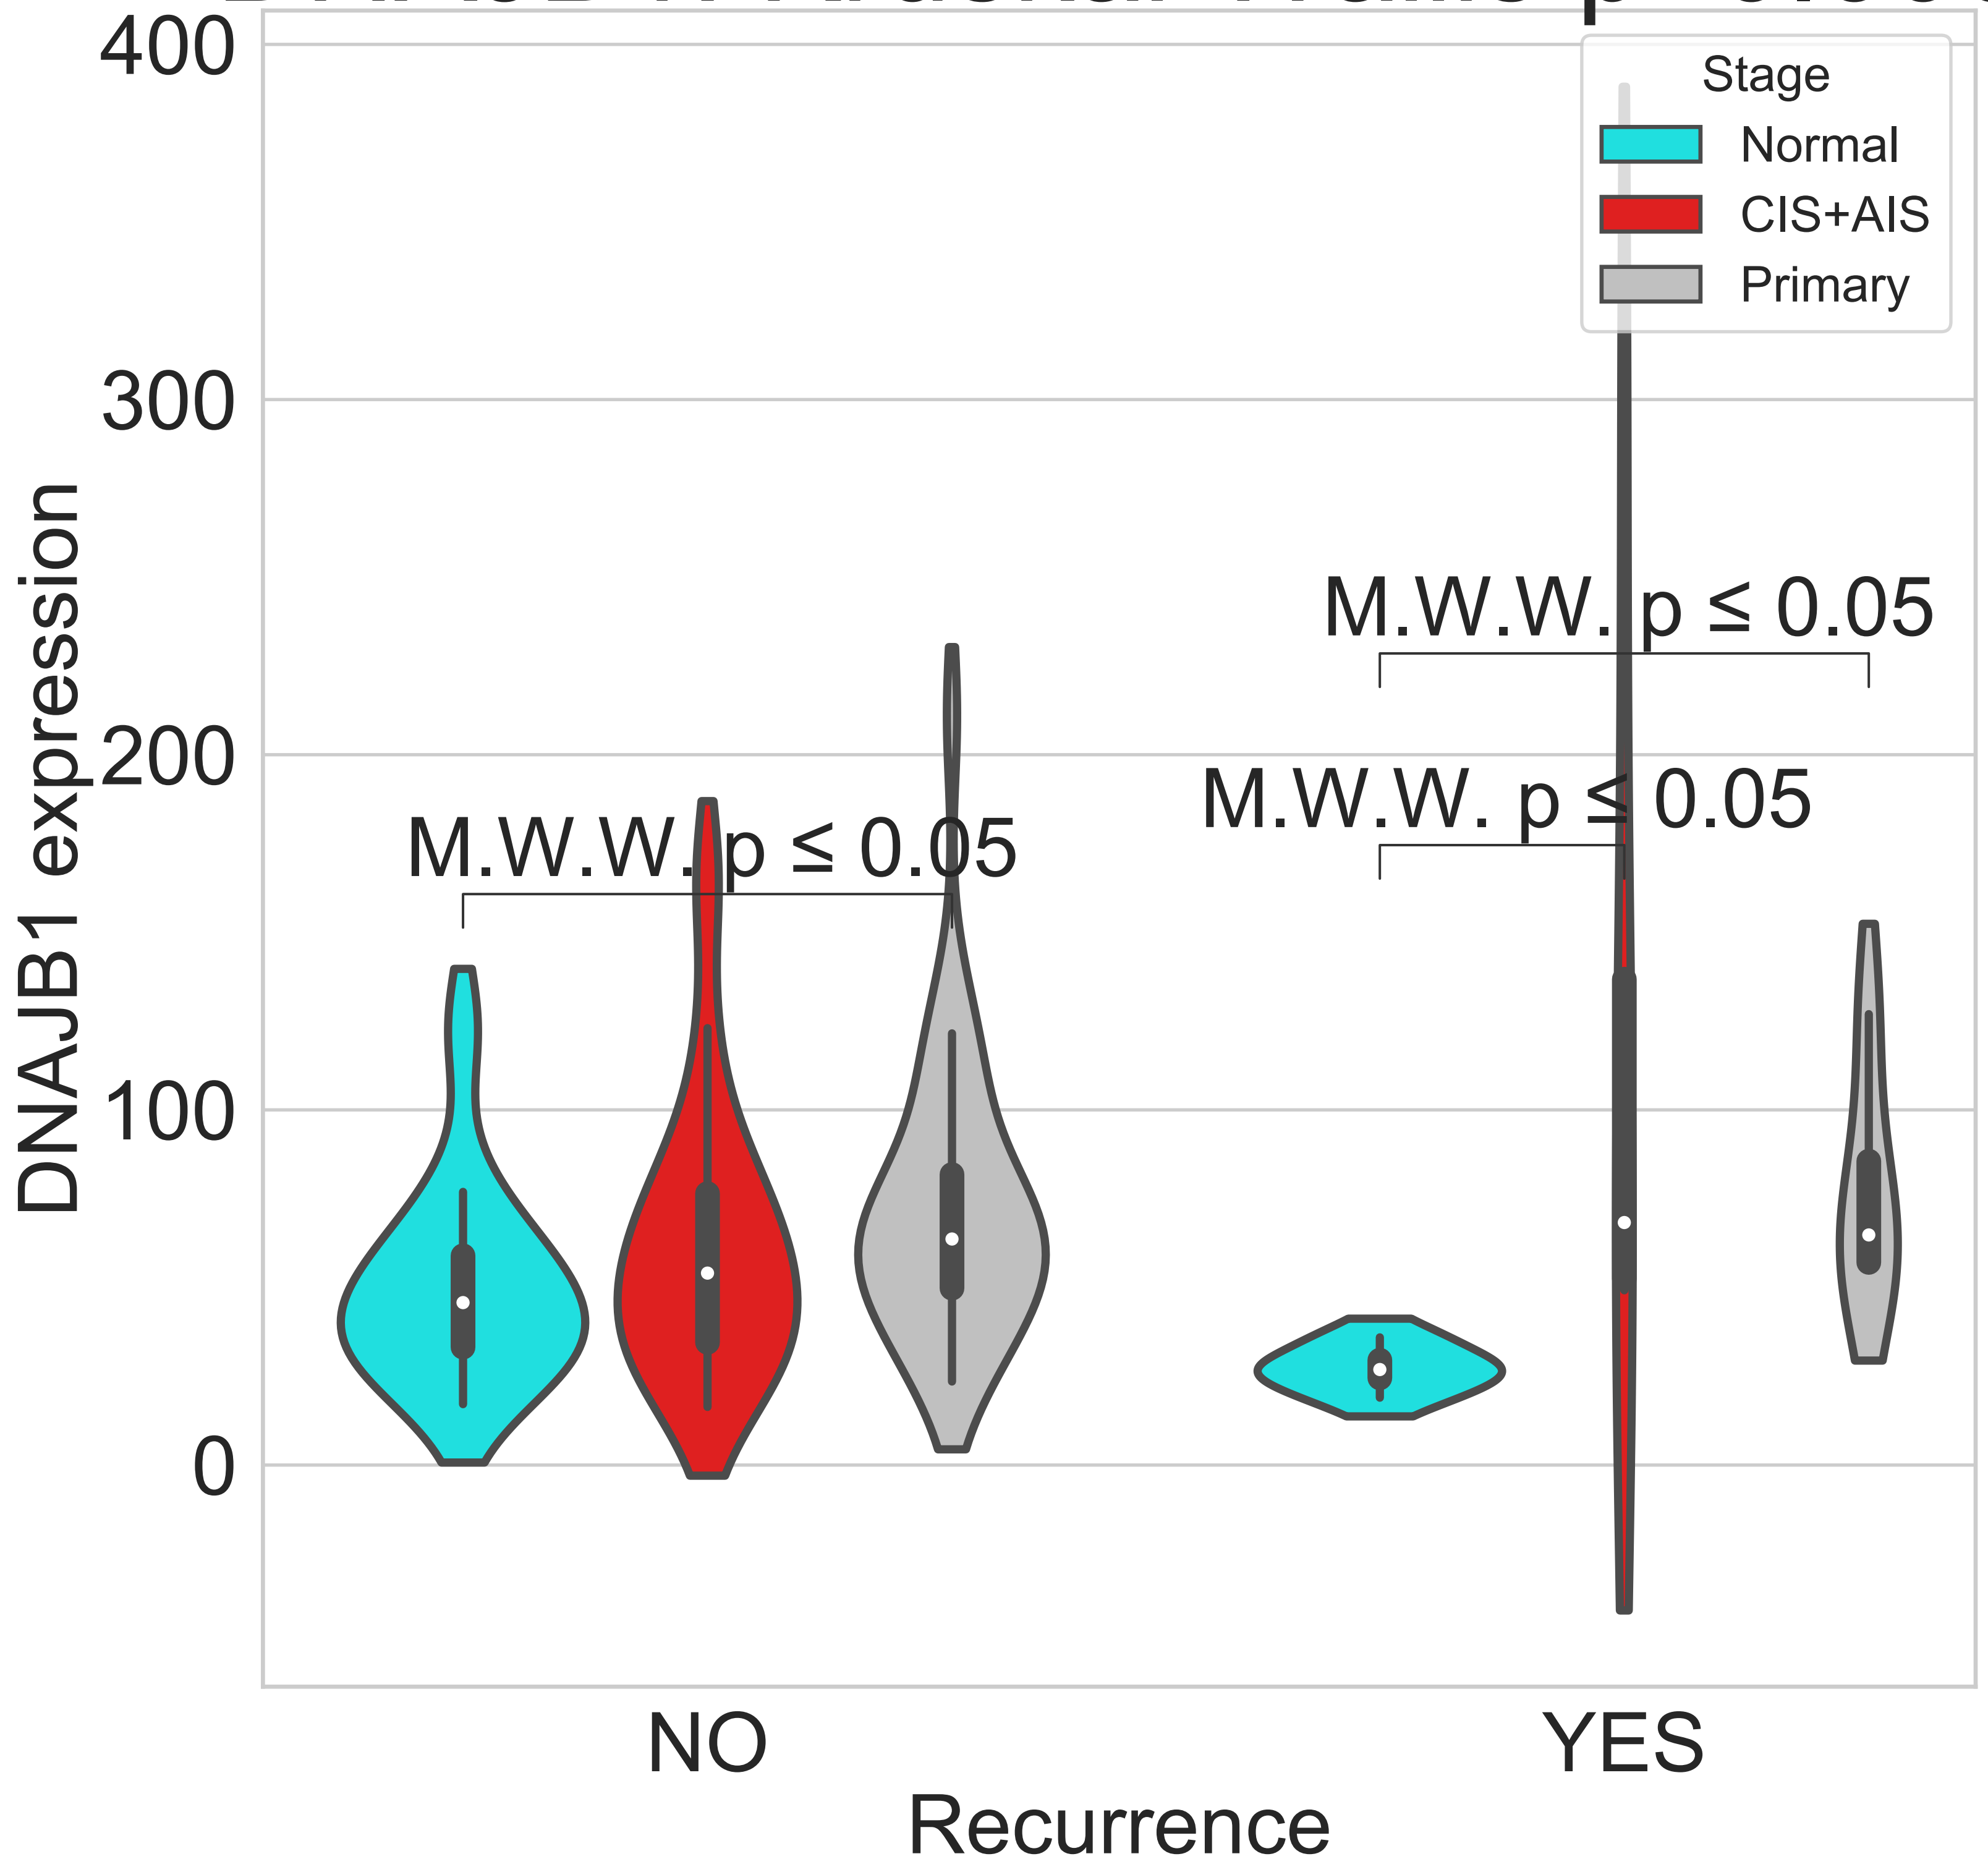 400
300
200
100
0
DNAJB1 expression
Stage
Normal
CIS+AIS
Primary
M.W.W. p ≤ 0.05
M.W.W. p ≤ 0.05
M.W.W. p ≤ 0.05
NO
YES
Recurrence